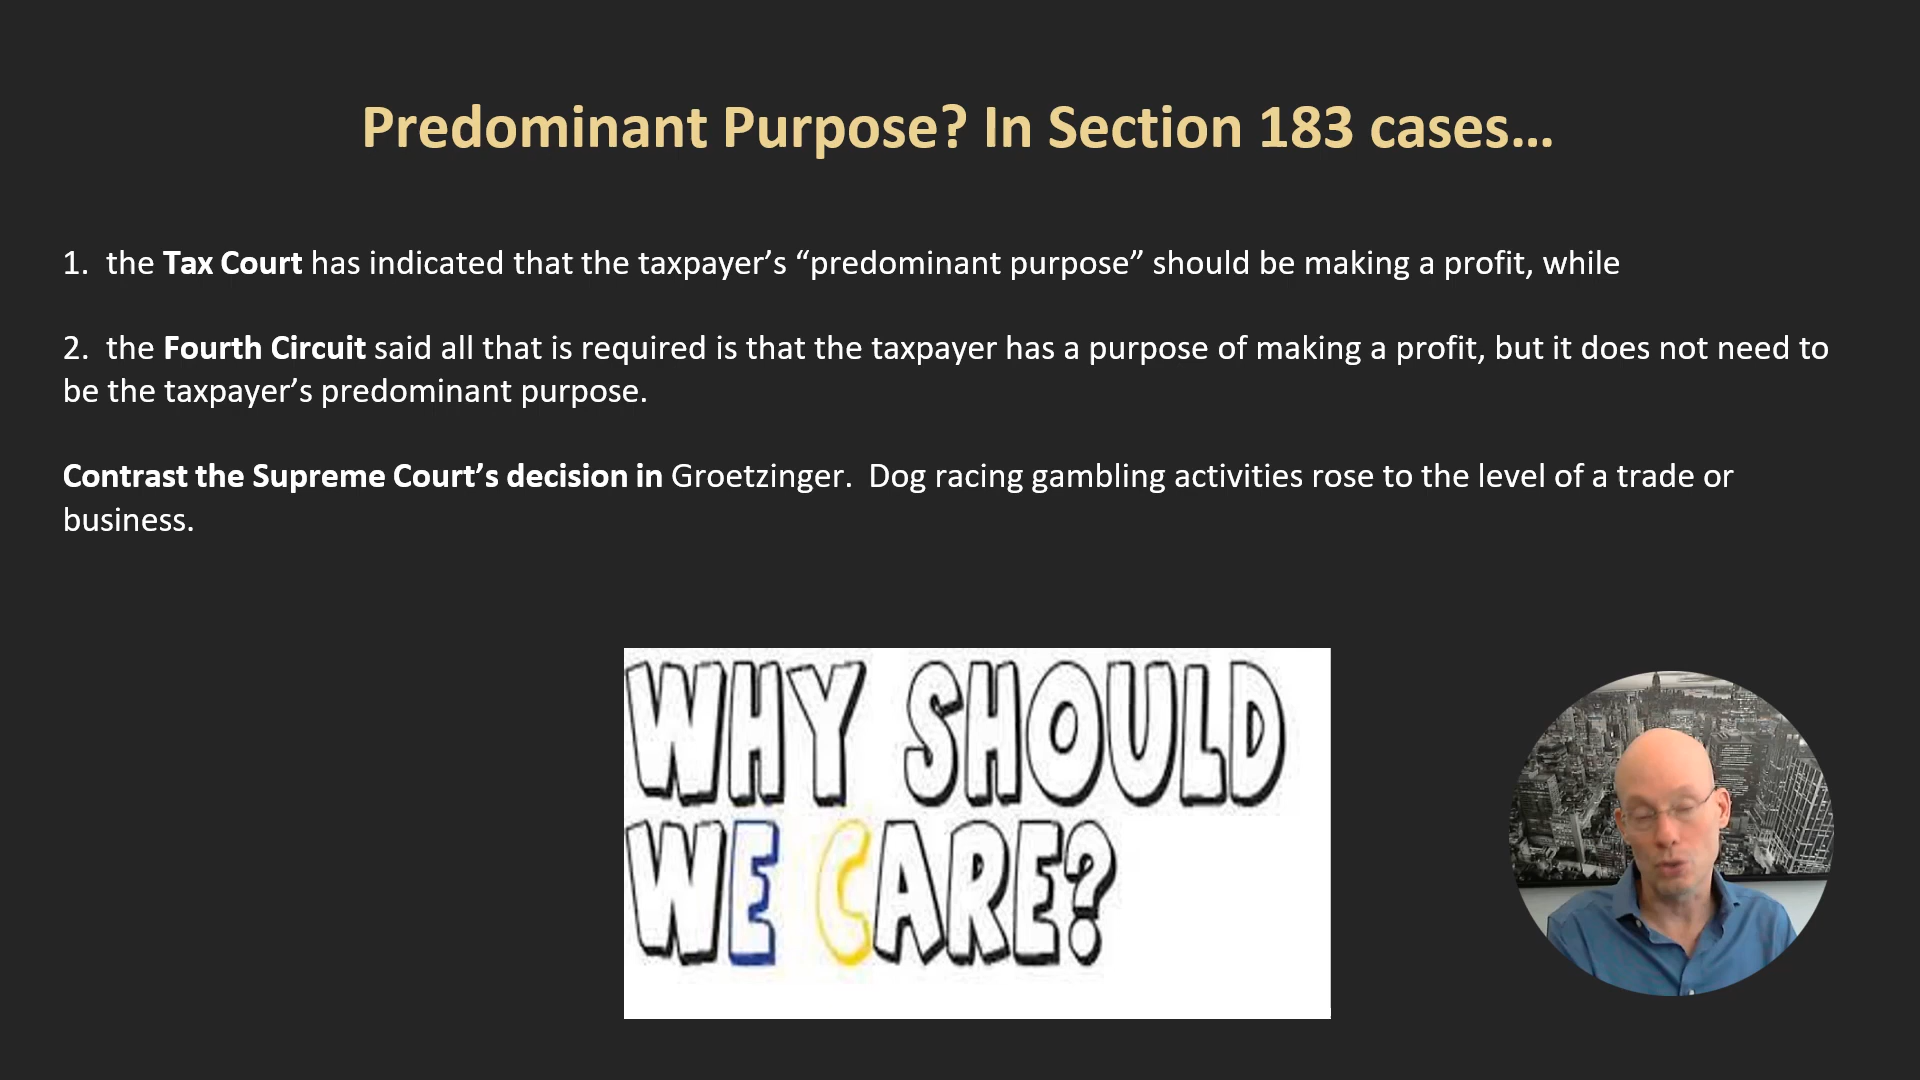 Predominant Purpose? In Section 183 cases…
1. the Tax Court has indicated that the taxpayer’s “predominant purpose” should be making a profit, while
2. the Fourth Circuit said all that is required is that the taxpayer has a purpose of making a profit, but it does not need to
be the taxpayer’s predominant purpose.
Contrast the Supreme Court’s decision in Groetzinger. Dog racing gambling activities rose to the level of a trade or
business.
WHY SHOULD
WE CARE?